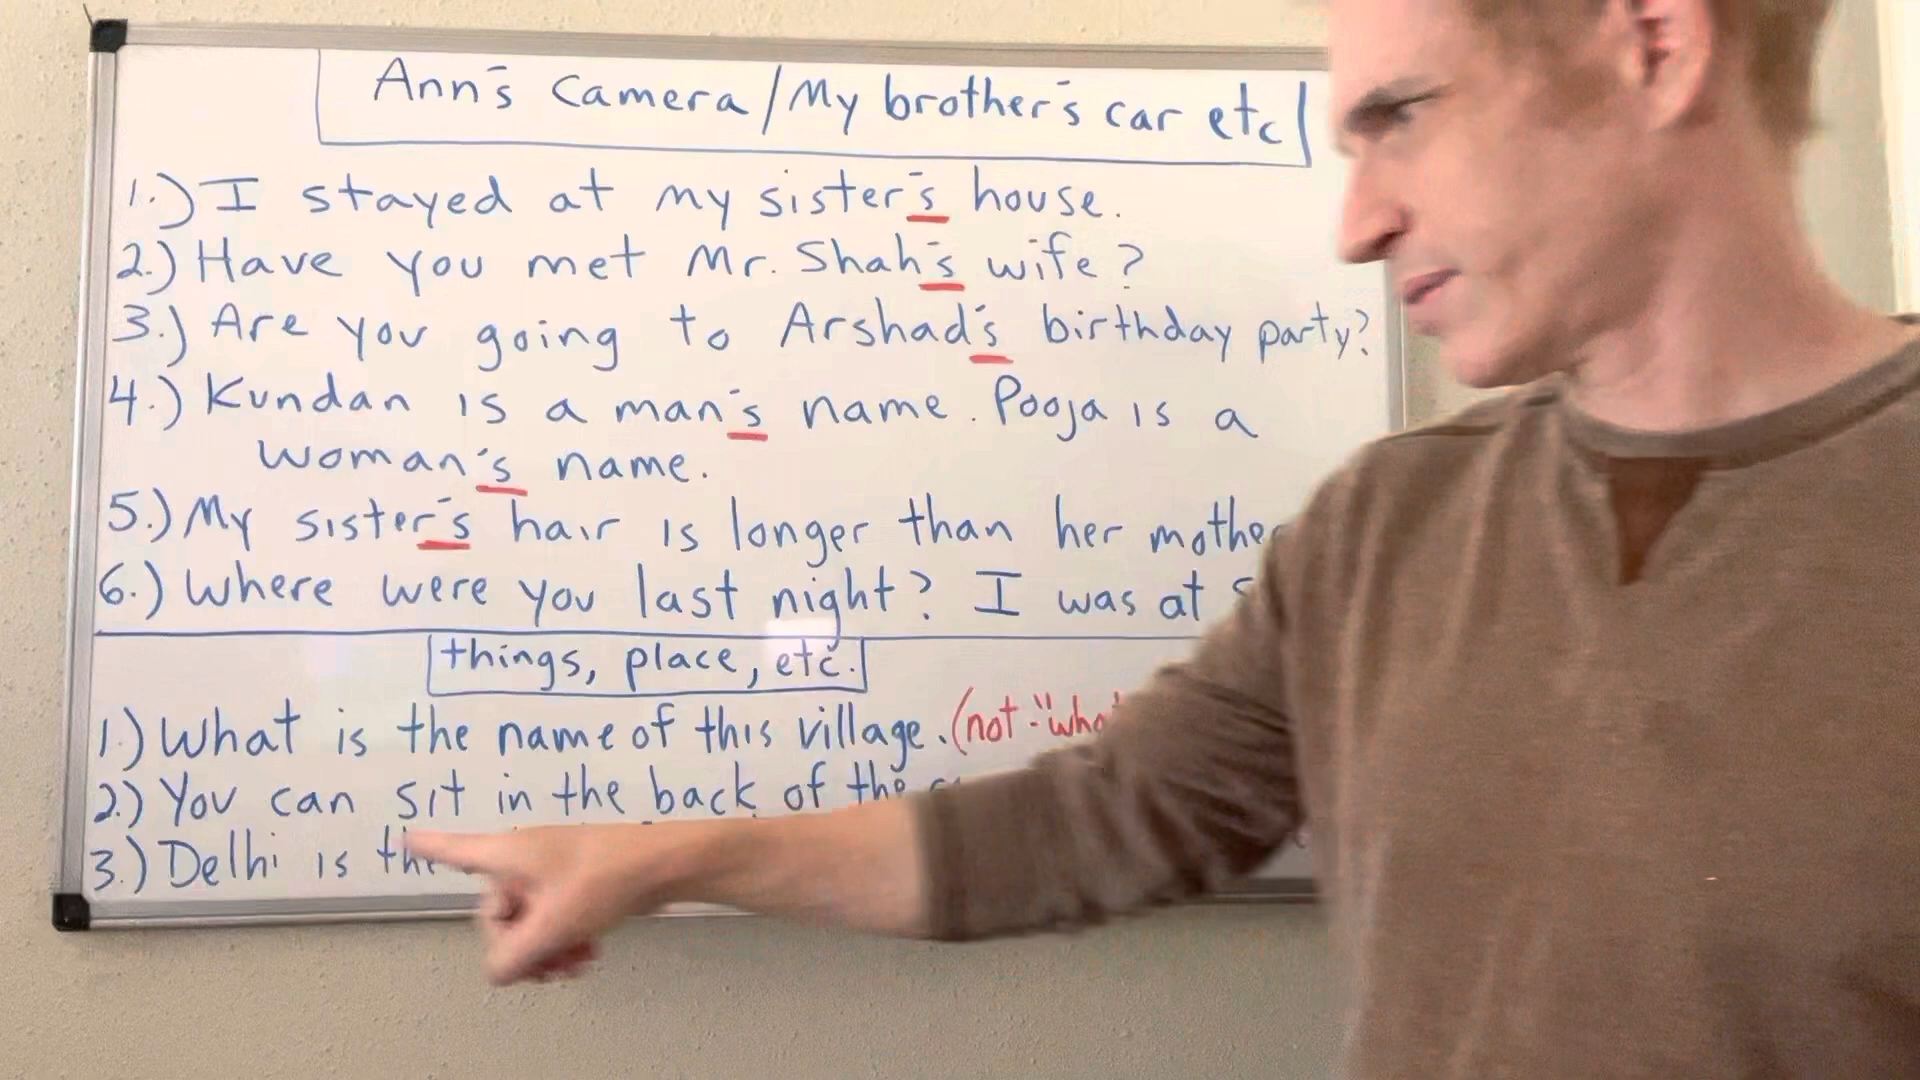 Ann's Camera/My brother's car etc
1.) I stayed at my sister's house.
2.) Have you met Mr. Shah's wife?
3.) Are you going to Arshad's birthday party?
4.) Kundan is a man's name. Pooja is a
woman's name.
5.) My sister's hair is longer than her
6.) Where were you last night? I was at
things, place, etc.
1.) What is the name of this village. (not -
2.) You can sit in the back of the
3.) Delhi is